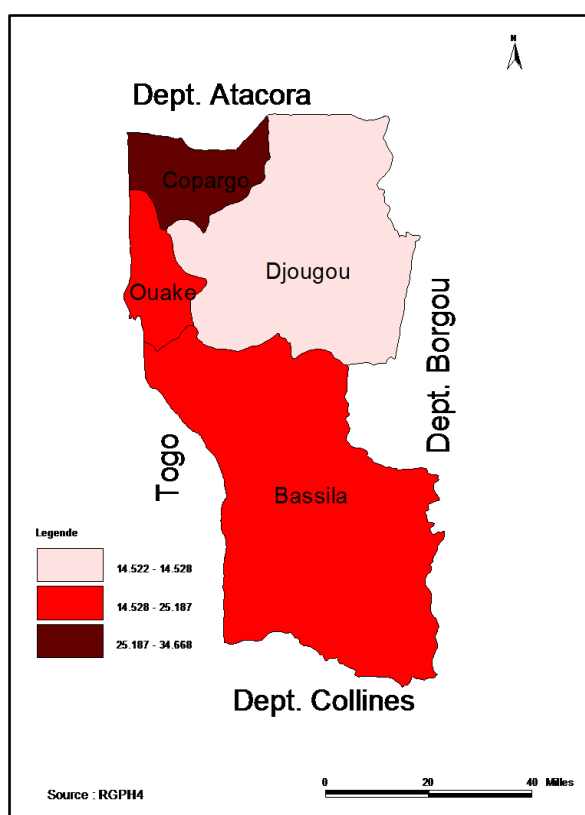 N
Dept. Atacora
Copargo
Djougou
Ouake
Dept. Borgou
Togo
Bassila
Legende
14.522 - 14.528
14.528 - 25.187
25.187 - 34.668
Dept. Collines
Source : RGPH4
0 20 40 Milles